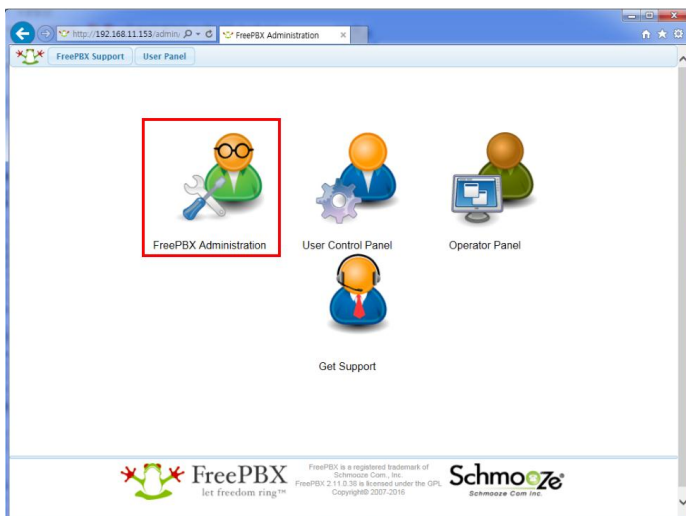 http://192.168.11.153/admin/
FreePBX Administration
FreePBX Support
User Panel
FreePBX Administration
User Control Panel
Operator Panel
Get Support
FreePBX
let freedom ring™
FreePBX is a registered trademark of
Schmooze Com., Inc.
FreePBX 2.11.0.38 is licensed under the GPL
Copyright© 2007-2016
Schmooze®
Schmooze Com Inc.